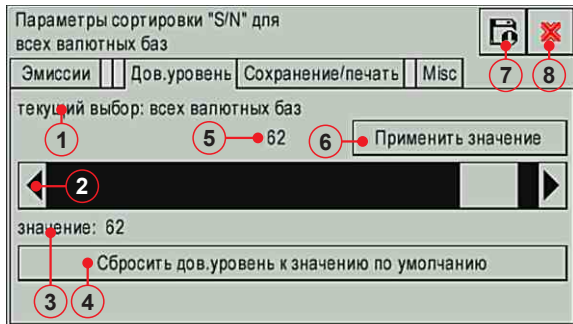 Параметры сортировки "S/N" для
всех валютных баз
7
8
Эмиссии
Дов.уровень
Сохранение/печать
Misc
текущий выбор: всех валютных баз
1
5
62
6
Применить значение
2
значение: 62
Сбросить дов.уровень к значению по умолчанию
3
4